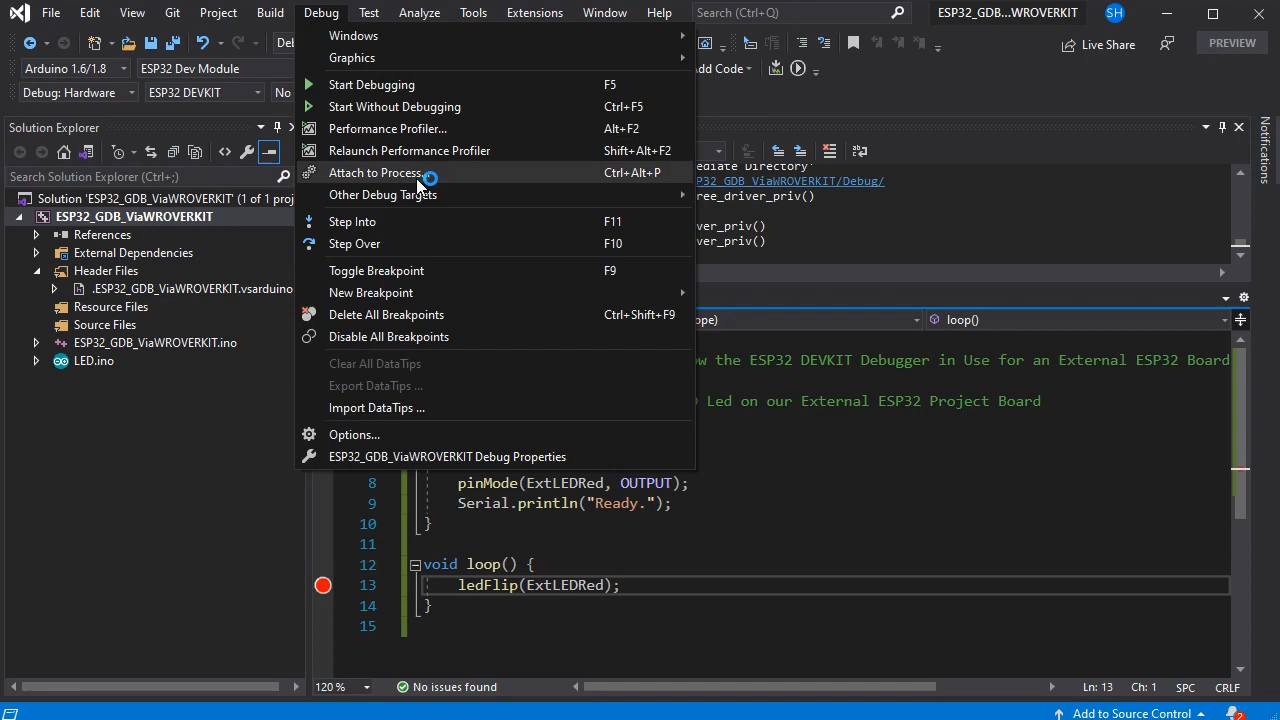 File Edit View Git Project Build Debug Test Analyze Tools Extensions Window Help Search (Ctrl+Q) ESP32_GDB...WROVERKIT SH
Live Share PREVIEW
Arduino 1.6/1.8 ESP32 Dev Module
Debug: Hardware ESP32 DEVKIT No
Solution Explorer
Search Solution Explorer (Ctrl+;)
Solution 'ESP32_GDB_ViaWROVERKIT' (1 of 1 proj
ESP32_GDB_ViaWROVERKIT
References
External Dependencies
Header Files
.ESP32_GDB_ViaWROVERKIT.vsarduino
Resource Files
Source Files
ESP32_GDB_ViaWROVERKIT.ino
LED.ino
Windows
Graphics
Start Debugging F5
Start Without Debugging Ctrl+F5
Performance Profiler... Alt+F2
Relaunch Performance Profiler Shift+Alt+F2
Attach to Process... Ctrl+Alt+P
Other Debug Targets
Step Into F11
Step Over F10
Toggle Breakpoint F9
New Breakpoint
Delete All Breakpoints Ctrl+Shift+F9
Disable All Breakpoints
Clear All DataTips
Export DataTips ...
Import DataTips ...
Options...
ESP32_GDB_ViaWROVERKIT Debug Properties
Notifications
ediate Directory'
P32_GDB_ViaWROVERKIT/Debug/
ree_driver_priv()
ver_priv()
ver_priv()
ope) loop()
ow the ESP32 DEVKIT Debugger in Use for an External ESP32 Board
Led on our External ESP32 Project Board
8 pinMode(ExtLEDRed, OUTPUT);
9 Serial.println("Ready.");
10 }
11
12 void loop() {
13 ledFlip(ExtLEDRed);
14 }
15
120 % No issues found Ln: 13 Ch: 1 SPC CRLF
Add to Source Control 2